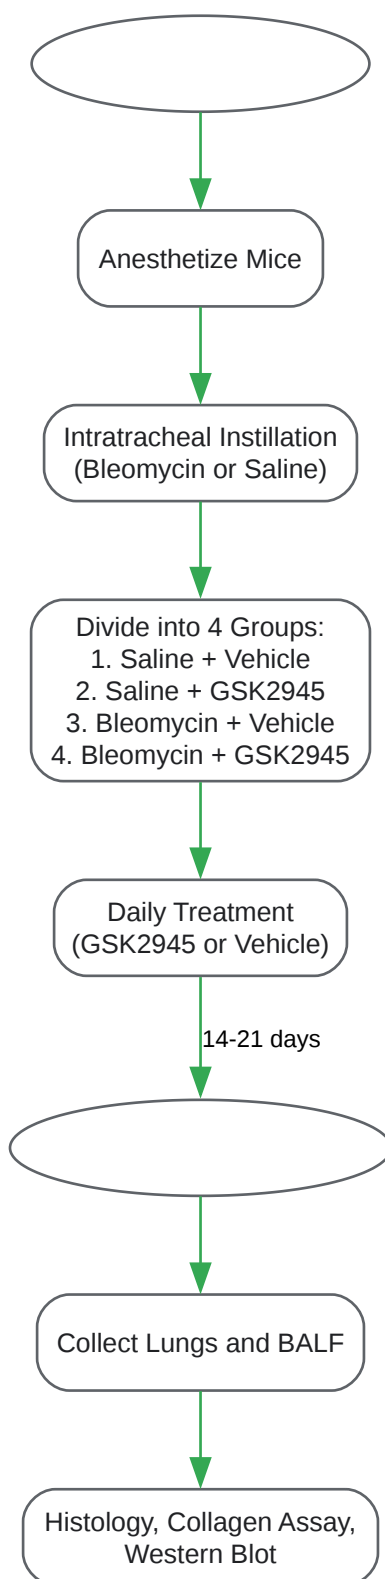 Anesthetize Mice
Intratracheal Instillation
(Bleomycin or Saline)
Divide into 4 Groups:
1. Saline + Vehicle
2. Saline + GSK2945
3. Bleomycin + Vehicle
4. Bleomycin + GSK2945
Daily Treatment
(GSK2945 or Vehicle)
14-21 days
Collect Lungs and BALF
Histology, Collagen Assay,
Western Blot